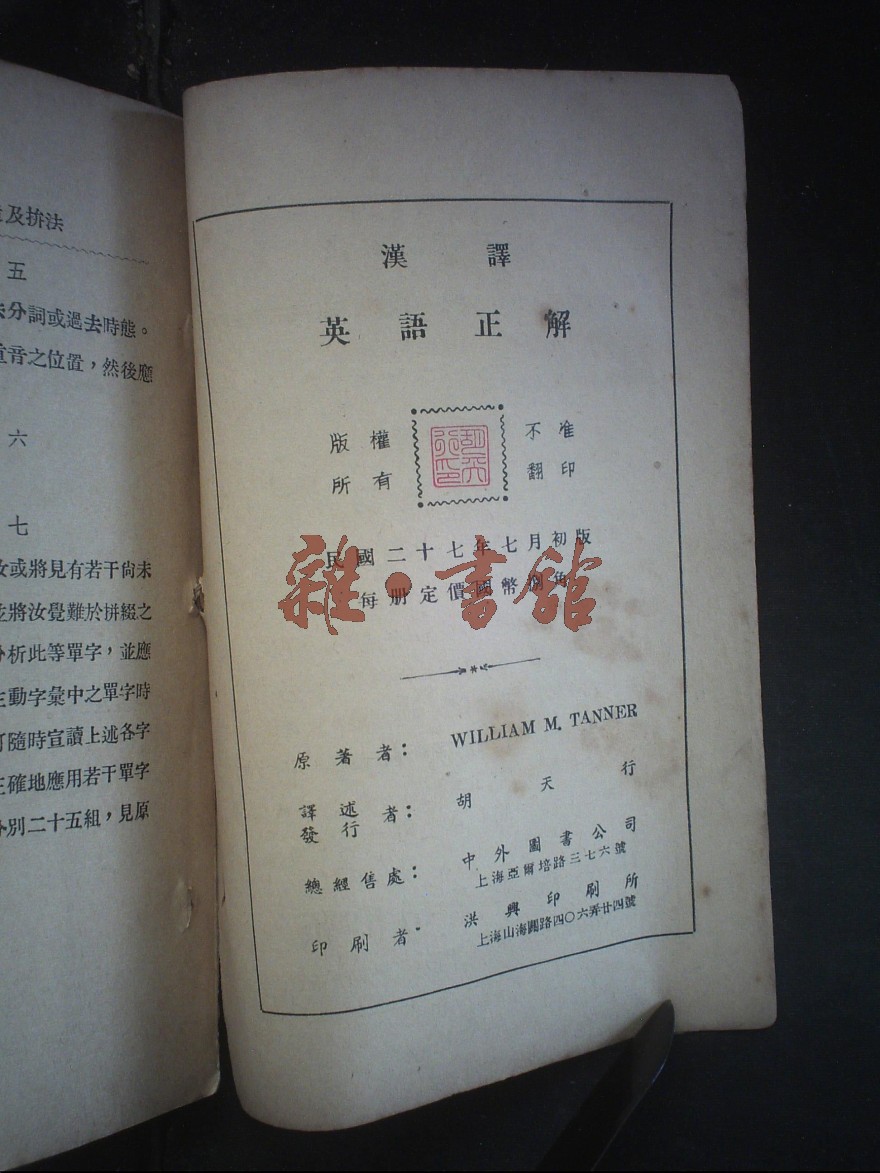 及拚法
五
分詞或過去時態。
音之位置，然後應
六
七
或將見有若干尙未
將汝覺難於拼綴之
析此等單字，並應
動字彙中之單字時
隨時宣讀上述各字
確地應用若干單字
別二十五組，見原
漢譯
英語正解
版權
所有
不准
翻印
民國二十七年七月初版
每册定價國幣捌角
雜·書館
原著者：
WILLIAM M. TANNER
譯述
發行者：
胡天行
總經售處：
中外圖書公司
上海亞爾培路三七六號
印刷者：
洪興印刷所
上海山海關路四〇六弄廿四號